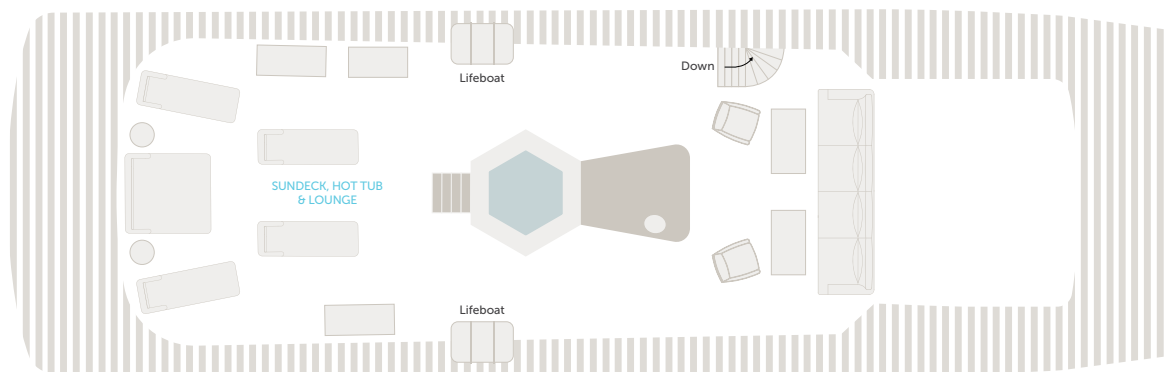 Lifeboat
Down
SUNDECK, HOT TUB
& LOUNGE
Lifeboat